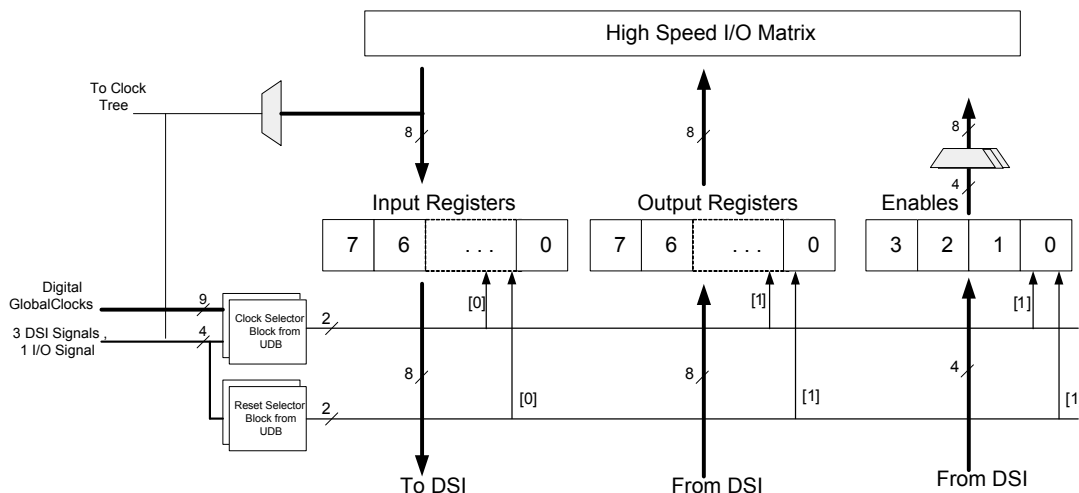 High Speed I/O Matrix
To Clock
Tree
8
8
8
4
Input Registers
Output Registers
Enables
7 6 . . . 0
7 6 . . . 0
3 2 1 0
Digital
GlobalClocks
9
3 DSI Signals ,
1 I/O Signal
4
Clock Selector
Block from
UDB
2
[0]
[1]
[1]
Reset Selector
Block from
UDB
2
[0]
[1]
[1
8
8
4
To DSI
From DSI
From DSI